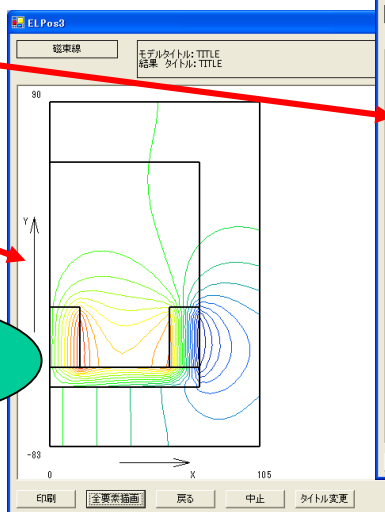 ELPos3
磁東線
モデルタイトル: TITLE
結果 タイトル: TITLE
90
Y
-83
0
X
105
印刷
全要素描画
戻る
中止
タイトル変更